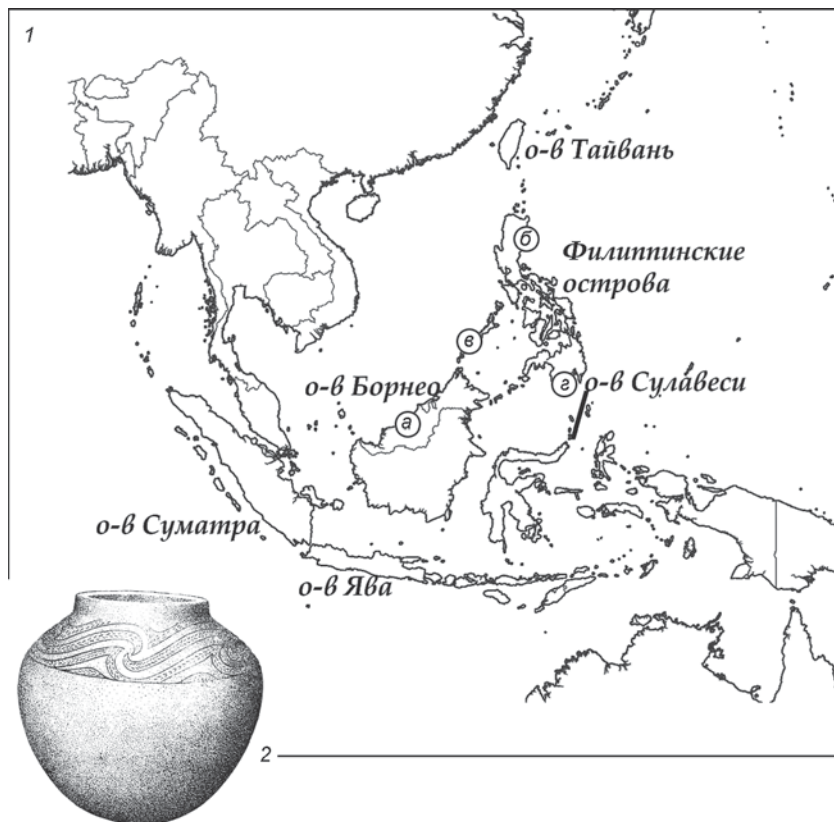 1
о-в Тайвань
б
Филиппинские
острова
в
г
о-в Сулавеси
о-в Борнео
а
о-в Суматра
о-в Ява
2